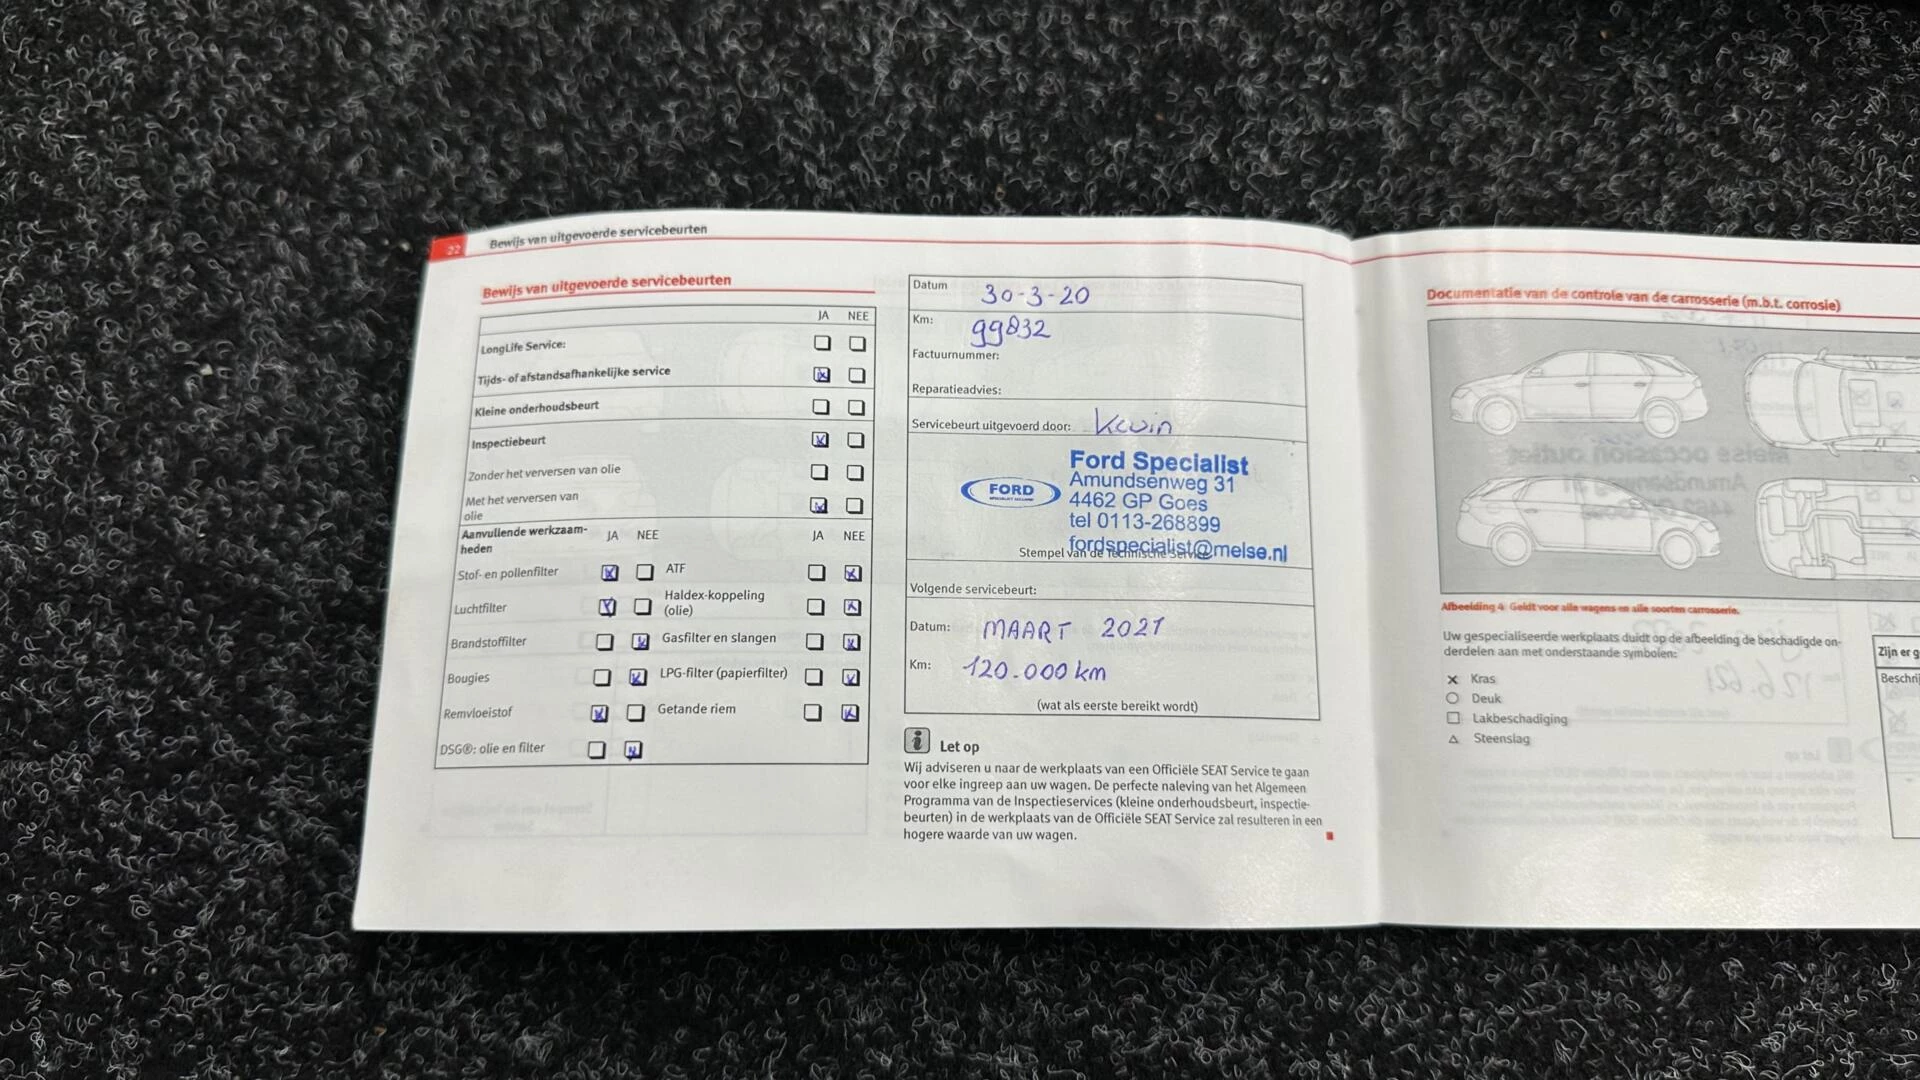 22 Bewijs van uitgevoerde servicebeurten
Bewijs van uitgevoerde servicebeurten
JA NEE
LongLife Service:
Tijds- of afstandsafhankelijke service
Kleine onderhoudsbeurt
Inspectiebeurt
Zonder het verversen van olie
Met het verversen van
olie
Aanvullende werkzaam-
heden
JA NEE JA NEE
Stof- en pollenfilter ATF
Luchtfilter Haldex-koppeling
(olie)
Brandstoffilter Gasfilter en slangen
Bougies LPG-filter (papierfilter)
Remvloeistof Getande riem
DSG®: olie en filter
Datum 30-3-20
Km: 99832
Factuurnummer:
Reparatieadvies:
Servicebeurt uitgevoerd door: Kevin
FORD
Ford Specialist
Amundsenweg 31
4462 GP Goes
tel 0113-268899
fordspecialist@melse.nl
Stempel van de Technische Service
Volgende servicebeurt:
Datum: MAART 2021
Km: 120.000 km
(wat als eerste bereikt wordt)
Let op
Wij adviseren u naar de werkplaats van een Officiële SEAT Service te gaan
voor elke ingreep aan uw wagen. De perfecte naleving van het Algemeen
Programma van de Inspectieservices (kleine onderhoudsbeurt, inspectie-
beurten) in de werkplaats van de Officiële SEAT Service zal resulteren in een
hogere waarde van uw wagen.
Documentatie van de controle van de carrosserie (m.b.t. corrosie)
Afbeelding 4 Geldt voor alle wagens en alle soorten carrosserie.
Uw gespecialiseerde werkplaats duidt op de afbeelding de beschadigde on-
derdelen aan met onderstaande symbolen:
Kras
Deuk
Lakbeschadiging
Steenslag
Zijn er g
Beschri